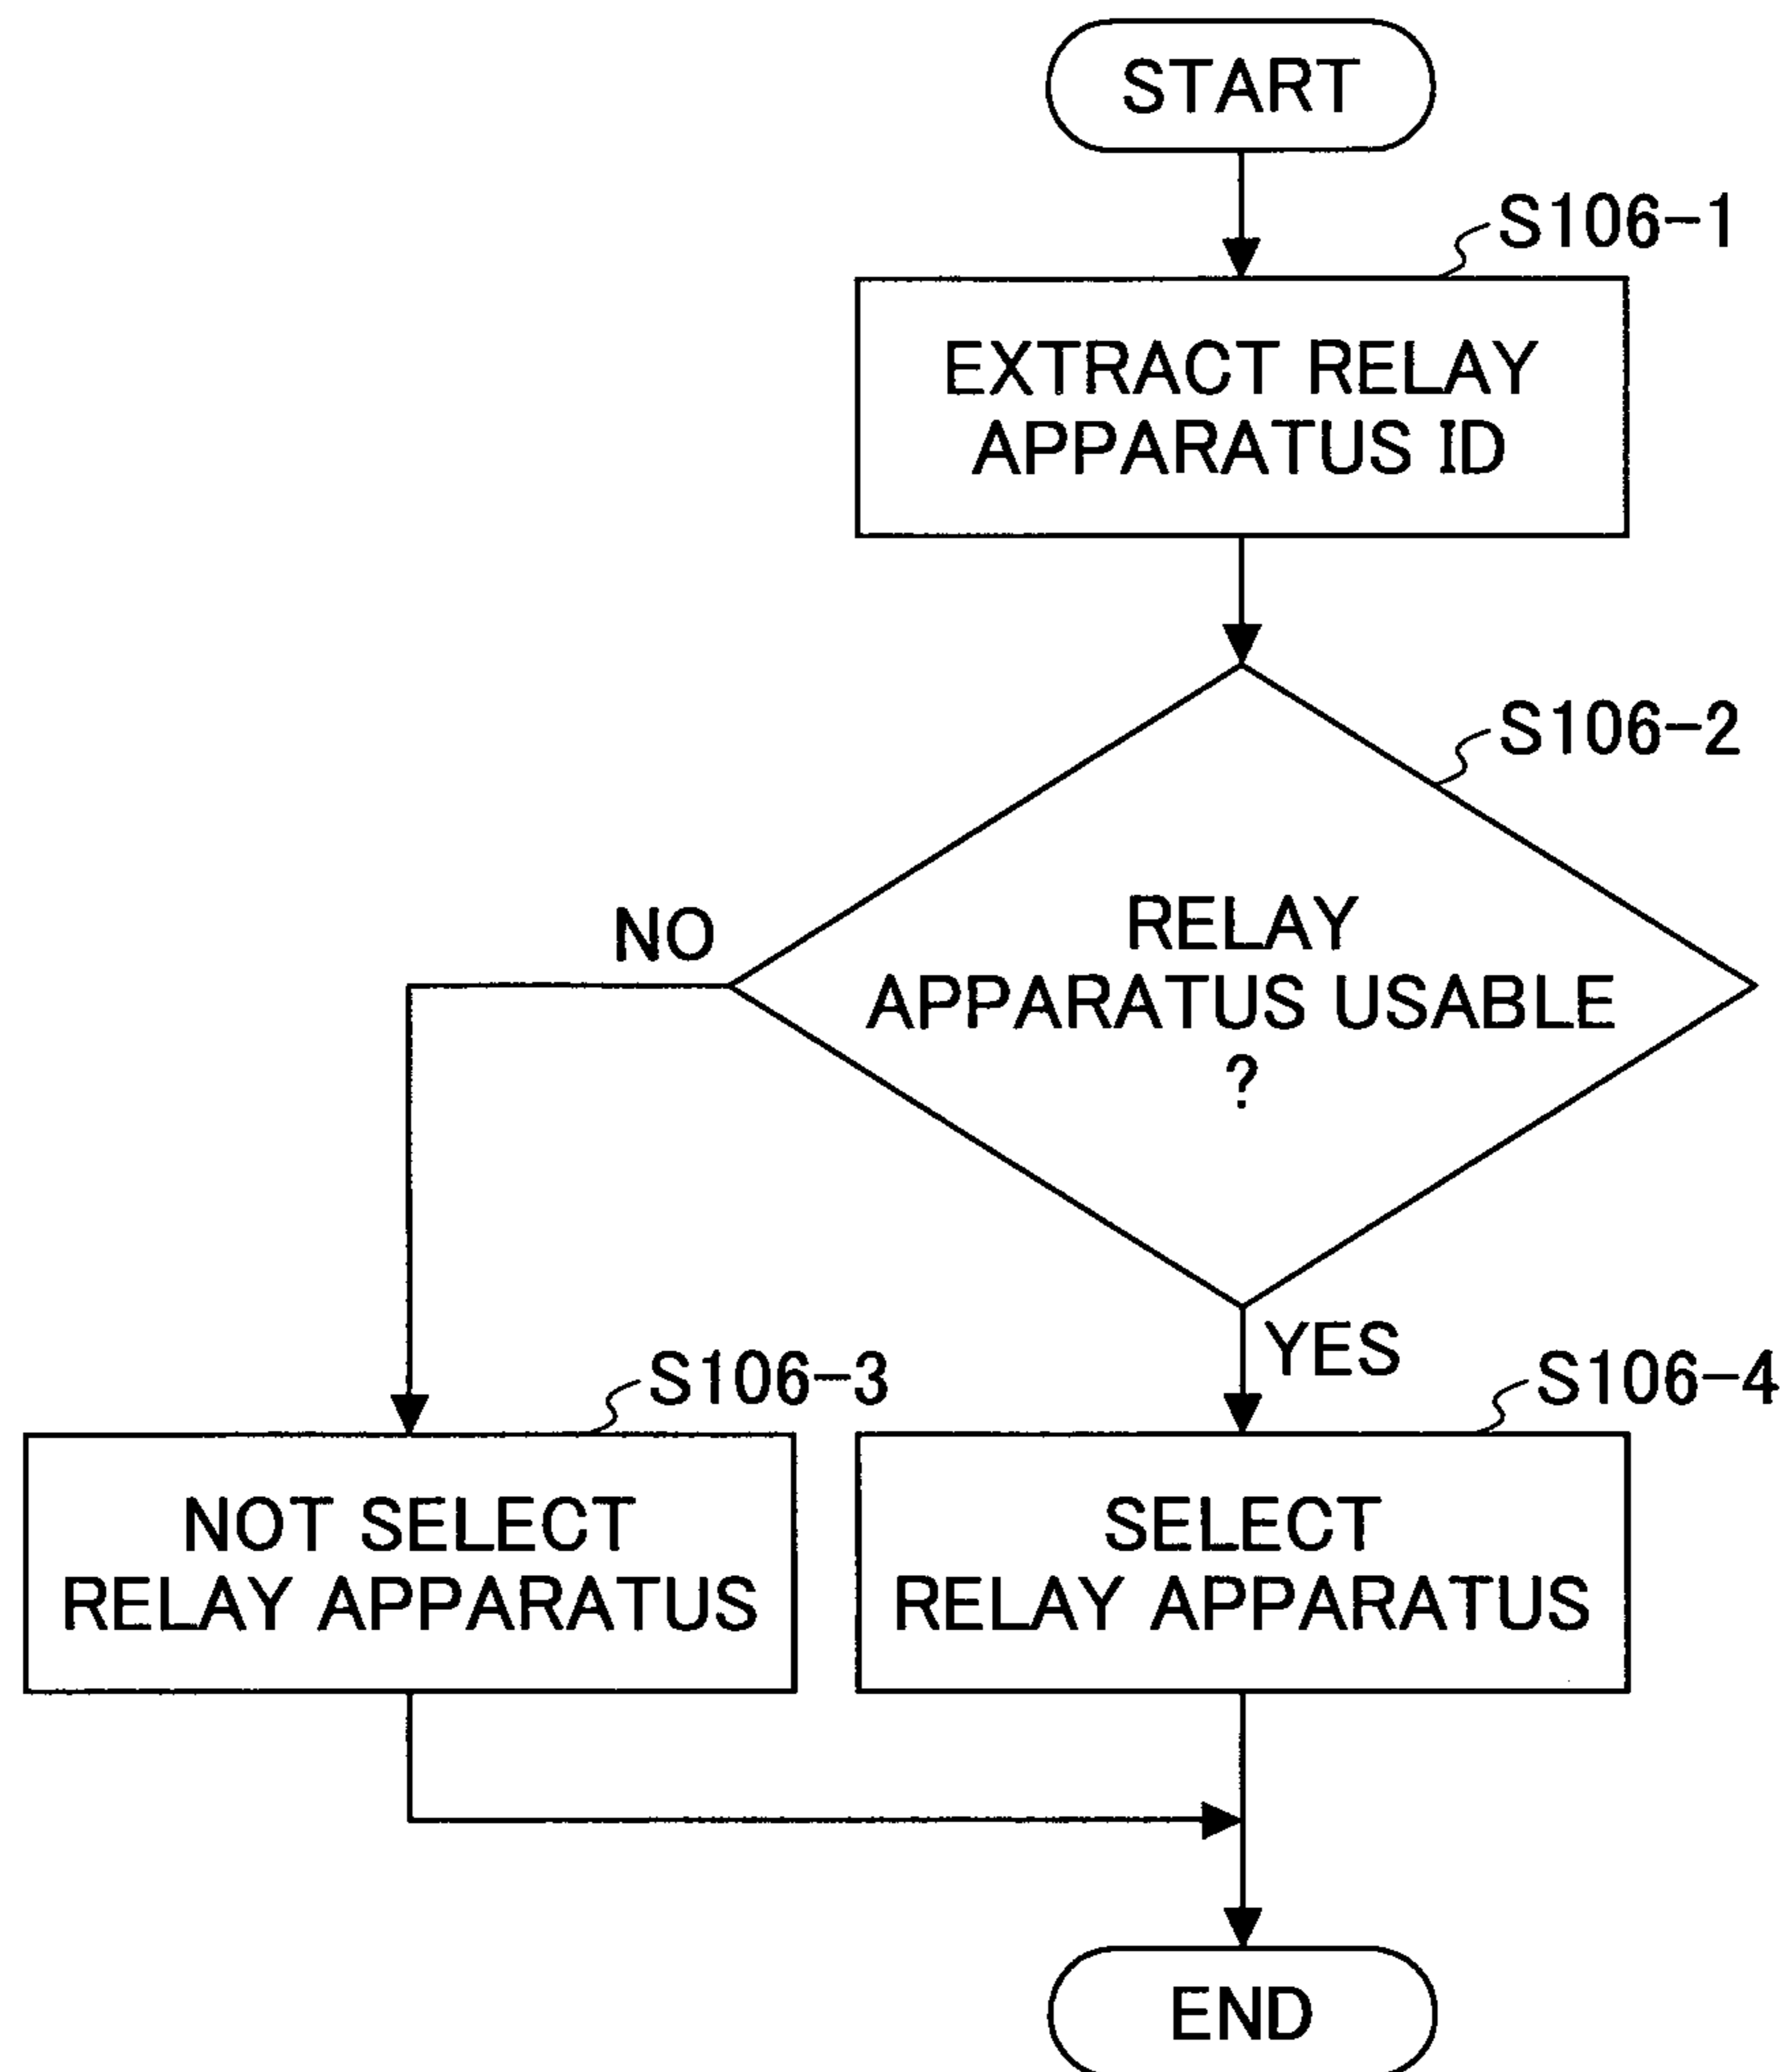 START
S106-1
EXTRACT RELAY
APPARATUS ID
S106-2
RELAY
APPARATUS USABLE
?
NO
YES
S106-3
NOT SELECT
RELAY APPARATUS
S106-4
SELECT
RELAY APPARATUS
END